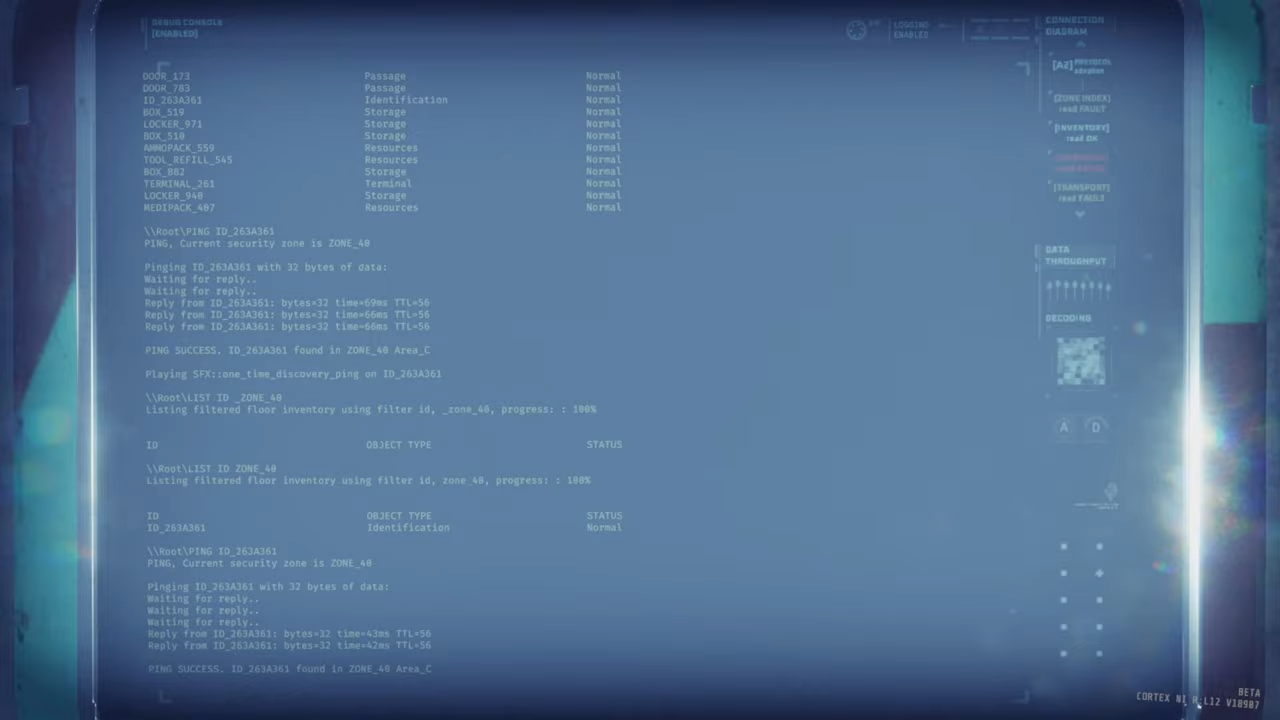 DEBUG CONSOLE
[ENABLED]
LOGGING
ENABLED
CONNECTION
DIAGRAM
DOOR_173 Passage Normal
DOOR_783 Passage Normal
ID_263A361 Identification Normal
BOX_519 Storage Normal
LOCKER_971 Storage Normal
BOX_510 Storage Normal
AMMOPACK_559 Resources Normal
TOOL_REFILL_545 Resources Normal
BOX_882 Storage Normal
TERMINAL_261 Terminal Normal
LOCKER_940 Storage Normal
MEDIPACK_407 Resources Normal
\\Root\PING ID_263A361
PING, Current security zone is ZONE_40
Pinging ID_263A361 with 32 bytes of data:
Waiting for reply..
Waiting for reply..
Reply from ID_263A361: bytes=32 time=69ms TTL=56
Reply from ID_263A361: bytes=32 time=66ms TTL=56
Reply from ID_263A361: bytes=32 time=66ms TTL=56
PING SUCCESS. ID_263A361 found in ZONE_40 Area_C
Playing SFX::one_time_discovery_ping on ID_263A361
\\Root\LIST ID _ZONE_40
Listing filtered floor inventory using filter id, _zone_40, progress: : 100%
ID OBJECT TYPE STATUS
\\Root\LIST ID ZONE_40
Listing filtered floor inventory using filter id, zone_40, progress: : 100%
ID OBJECT TYPE STATUS
ID_263A361 Identification Normal
\\Root\PING ID_263A361
PING, Current security zone is ZONE_40
Pinging ID_263A361 with 32 bytes of data:
Waiting for reply..
Waiting for reply..
Waiting for reply..
Reply from ID_263A361: bytes=32 time=43ms TTL=56
Reply from ID_263A361: bytes=32 time=42ms TTL=56
PING SUCCESS. ID_263A361 found in ZONE_40 Area_C
[A2] PROTOCOL
adaption
[ZONE INDEX]
read FAULT
[INVENTORY]
read OK
[TRANSPORT]
read FAULT
DATA
THROUGHPUT
DECODING
A D
BETA
CORTEX NI R.L12 V18907